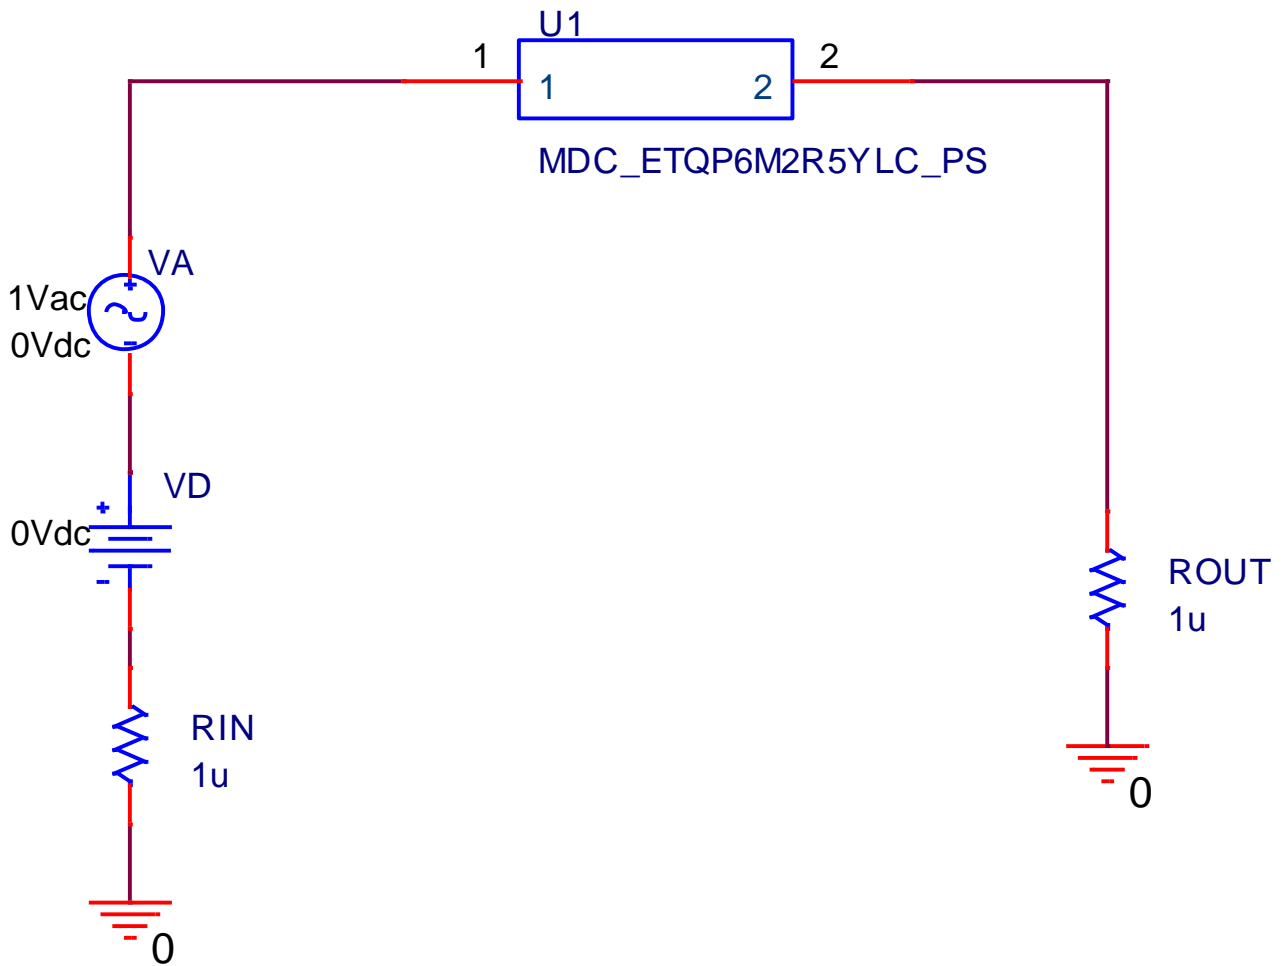 U1
1
1
2
2
MDC_ETQP6M2R5YLC_PS
VA
1Vac
0Vdc
VD
0Vdc
ROUT
1u
RIN
1u
0
0